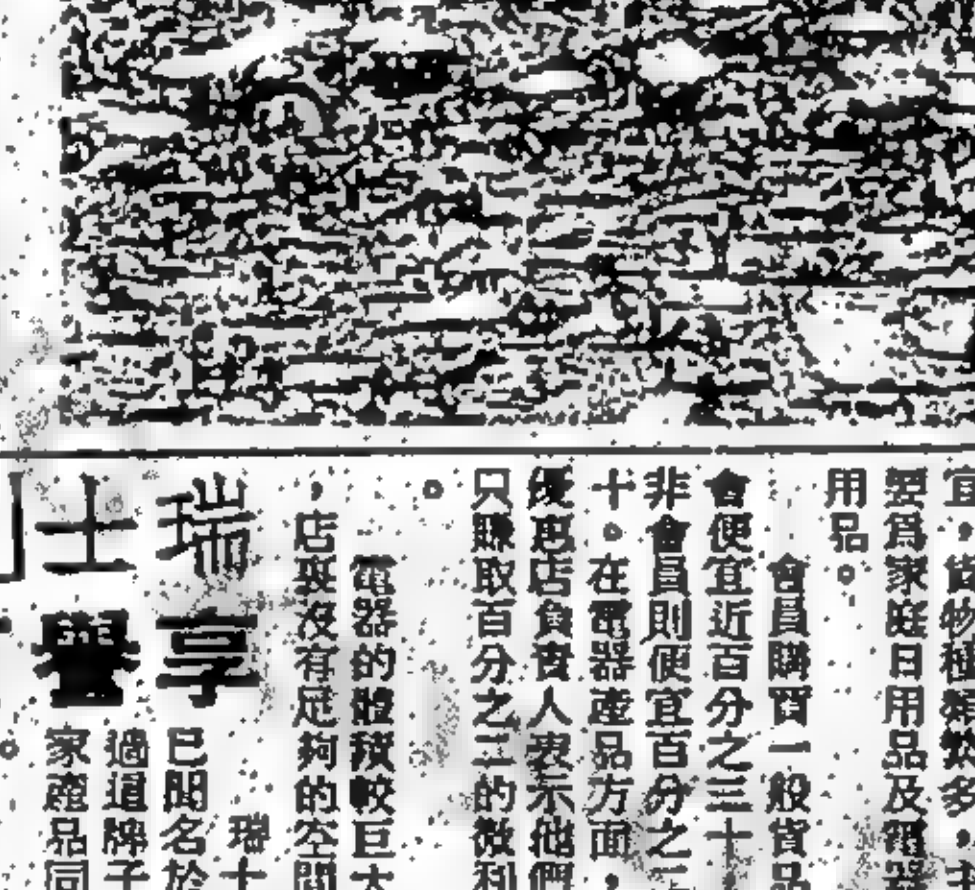 宜，貨物種類繁多，主
要爲家庭日用品及電器
用品。
會員購買一般貨品
會便宜近百分之三十
非會員則便宜百分之二
十。在電器產品方面，
優惠店負責人表示他們
只賺取百分之二的微利
。
電器的體積較巨大
，店裏沒有足夠的空間
瑞士
享譽
瑞士
已聞名於
過這牌子
家產品同